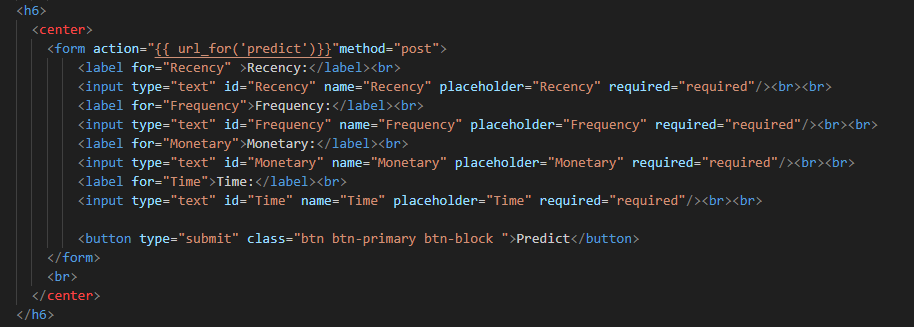 <h6>
<center>
<form action="{{ url_for('predict')}}"method="post">
<label for="Recency" >Recency:</label><br>
<input type="text" id="Recency" name="Recency" placeholder="Recency" required="required"/><br><br>
<label for="Frequency">Frequency:</label><br>
<input type="text" id="Frequency" name="Frequency" placeholder="Frequency" required="required"/><br><br>
<label for="Monetary">Monetary:</label><br>
<input type="text" id="Monetary" name="Monetary" placeholder="Monetary" required="required"/><br><br>
<label for="Time">Time:</label><br>
<input type="text" id="Time" name="Time" placeholder="Time" required="required"/><br><br>
<button type="submit" class="btn btn-primary btn-block ">Predict</button>
</form>
<br>
</center>
</h6>